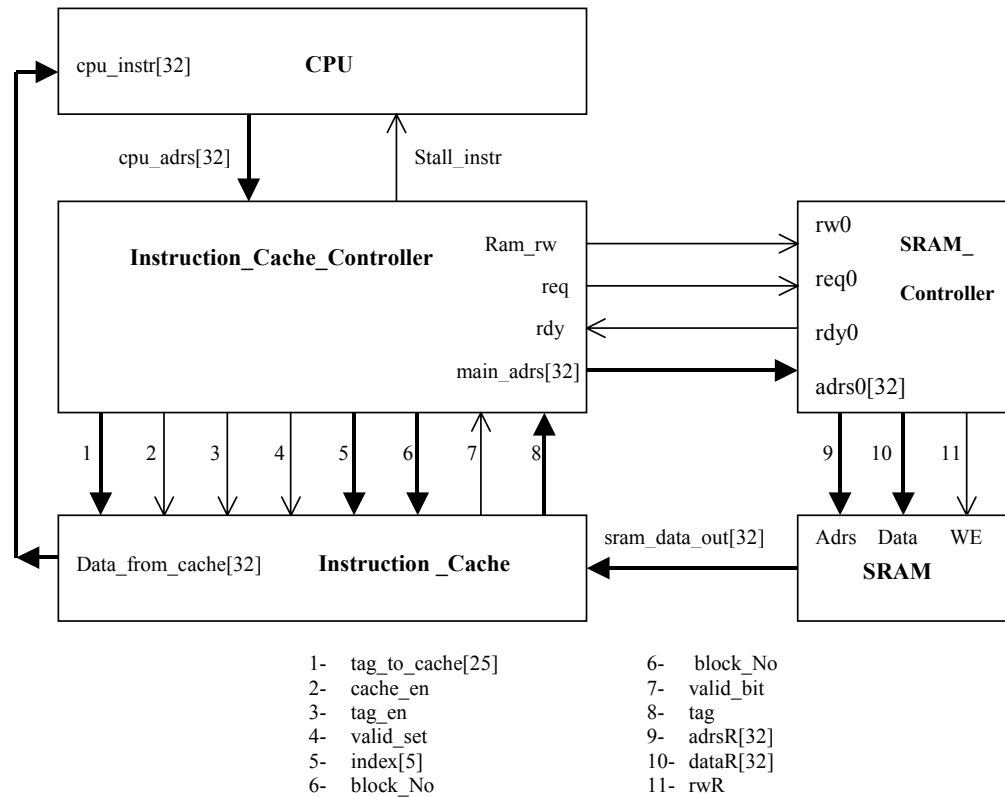 cpu_instr[32]
CPU
cpu_adrs[32]
Stall_instr
Instruction_Cache_Controller
Ram_rw
req
rdy
main_adrs[32]
rw0
SRAM_
req0
Controller
rdy0
adrs0[32]
1
2
3
4
5
6
7
8
9
10
11
Data_from_cache[32]
Instruction _Cache
sram_data_out[32]
Adrs Data WE
SRAM
1- tag_to_cache[25]
2- cache_en
3- tag_en
4- valid_set
5- index[5]
6- block_No
6- block_No
7- valid_bit
8- tag
9- adrsR[32]
10- dataR[32]
11- rwR